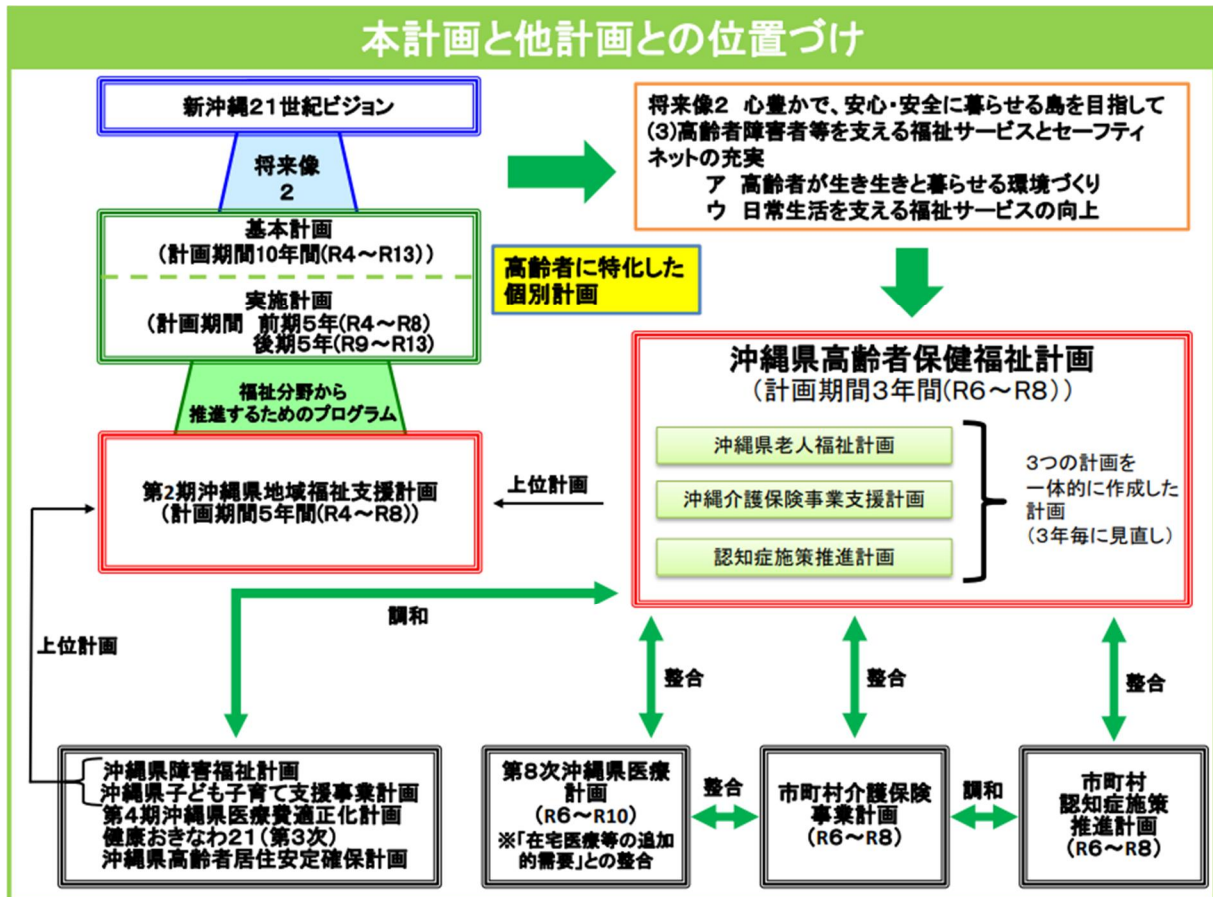 本計画と他計画との位置づけ
新沖縄21世紀ビジョン
将来像
2
基本計画
(計画期間10年間(R4～R13))
実施計画
(計画期間 前期5年(R4～R8)
後期5年(R9～R13)
福祉分野から
推進するためのプログラム
第2期沖縄県地域福祉支援計画
(計画期間5年間(R4～R8))
将来像2 心豊かで、安心・安全に暮らせる島を目指して
(3)高齢者障害者等を支える福祉サービスとセーフティ
ネットの充実
ア 高齢者が生き生きと暮らせる環境づくり
ウ 日常生活を支える福祉サービスの向上
高齢者に特化した
個別計画
沖縄県高齢者保健福祉計画
(計画期間3年間(R6～R8))
沖縄県老人福祉計画
沖縄介護保険事業支援計画
認知症施策推進計画
3つの計画を
一体的に作成した
計画
(3年毎に見直し)
上位計画
上位計画
調和
整合
整合
整合
沖縄県障害福祉計画
沖縄県子ども子育て支援事業計画
第4期沖縄県医療費適正化計画
健康おきなわ21(第3次)
沖縄県高齢者居住安定確保計画
第8次沖縄県医療
計画
(R6～R10)
※「在宅医療等の追加
的需要」との整合
整合
市町村介護保険
事業計画
(R6～R8)
調和
市町村
認知症施策
推進計画
(R6～R8)